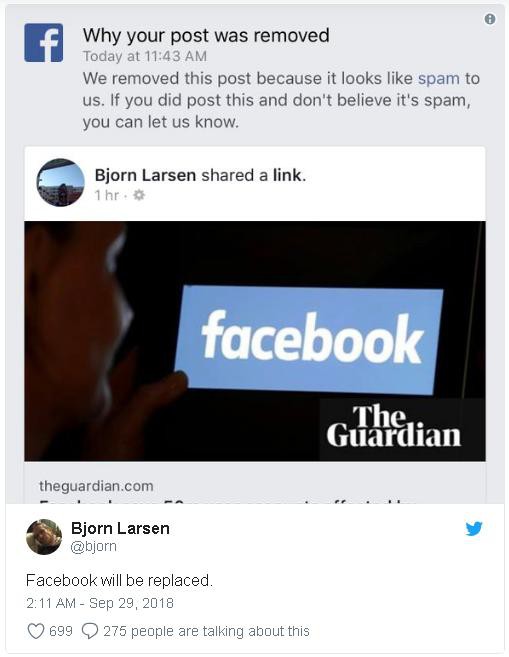 Why your post was removed
Today at 11:43 AM
We removed this post because it looks like spam to
us. If you did post this and don't believe it's spam,
you can let us know.
Bjorn Larsen shared a link.
1 hr ·
facebook
The
Guardian
theguardian.com
Bjorn Larsen
@bjorn
Facebook will be replaced.
2:11 AM - Sep 29, 2018
699 275 people are talking about this